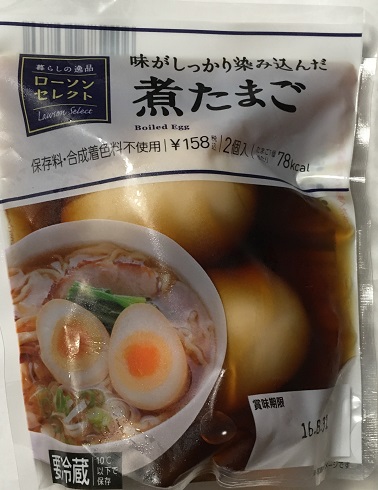 暮らしの逸品
ローソン
セレクト
Lawson Select
味がしっかり染み込んだ
煮たまご
Boiled Egg
保存料・合成着色料不使用 ¥158 税込 2個入 78kcal
賞味期限
要冷蔵 10℃
以下で
保存